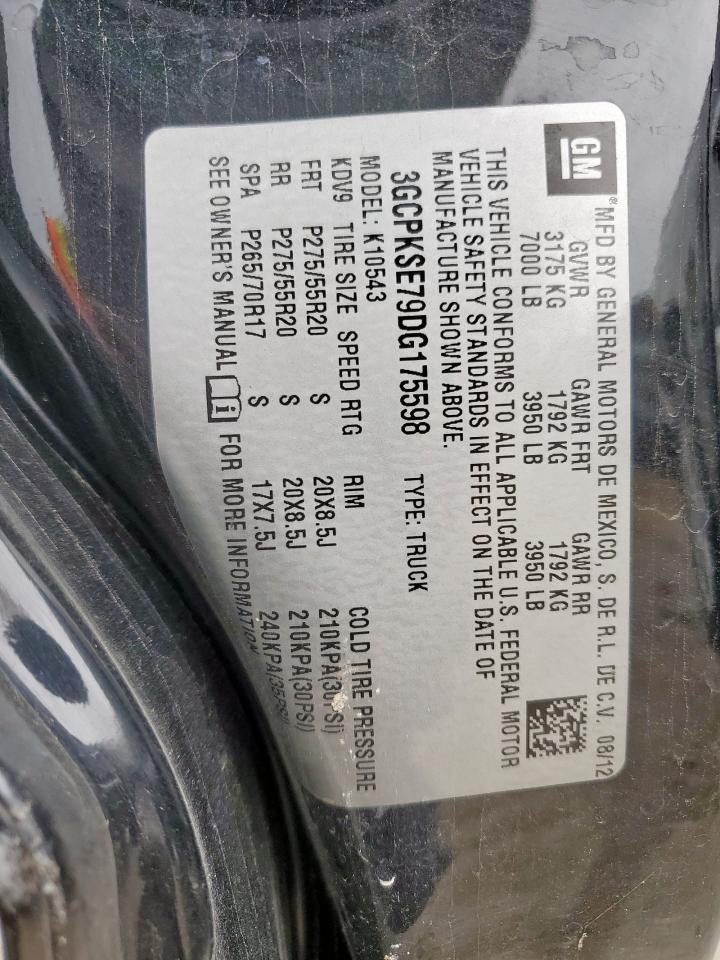 GM
® MFD BY GENERAL MOTORS DE MEXICO, S. DE R.L. DE C.V. 08/12
GVWR GAWR FRT GAWR RR
3175 KG 1792 KG 1792 KG
7000 LB 3950 LB 3950 LB
THIS VEHICLE CONFORMS TO ALL APPLICABLE U.S. FEDERAL MOTOR
VEHICLE SAFETY STANDARDS IN EFFECT ON THE DATE OF
MANUFACTURE SHOWN ABOVE.
3GCPKSE79DG175598 TYPE: TRUCK
MODEL: K10543
KDV9 TIRE SIZE SPEED RTG RIM COLD TIRE PRESSURE
FRT P275/55R20 S 20X8.5J 210KPA(30PSI)
RR P275/55R20 S 20X8.5J 210KPA(30PSI)
SPA P265/70R17 S 17X7.5J 240KPA(35PSI)
SEE OWNER'S MANUAL i FOR MORE INFORMATION